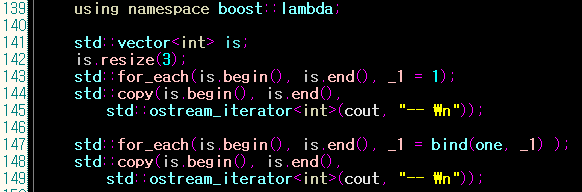 139 using namespace boost::lambda;
140
141 std::vector<int> is;
142 is.resize(3);
143 std::for_each(is.begin(), is.end(), _1 = 1);
144 std::copy(is.begin(), is.end(),
145 std::ostream_iterator<int>(cout, "-- ₩n"));
146
147 std::for_each(is.begin(), is.end(), _1 = bind(one, _1) );
148 std::copy(is.begin(), is.end(),
149 std::ostream_iterator<int>(cout, "-- ₩n"));